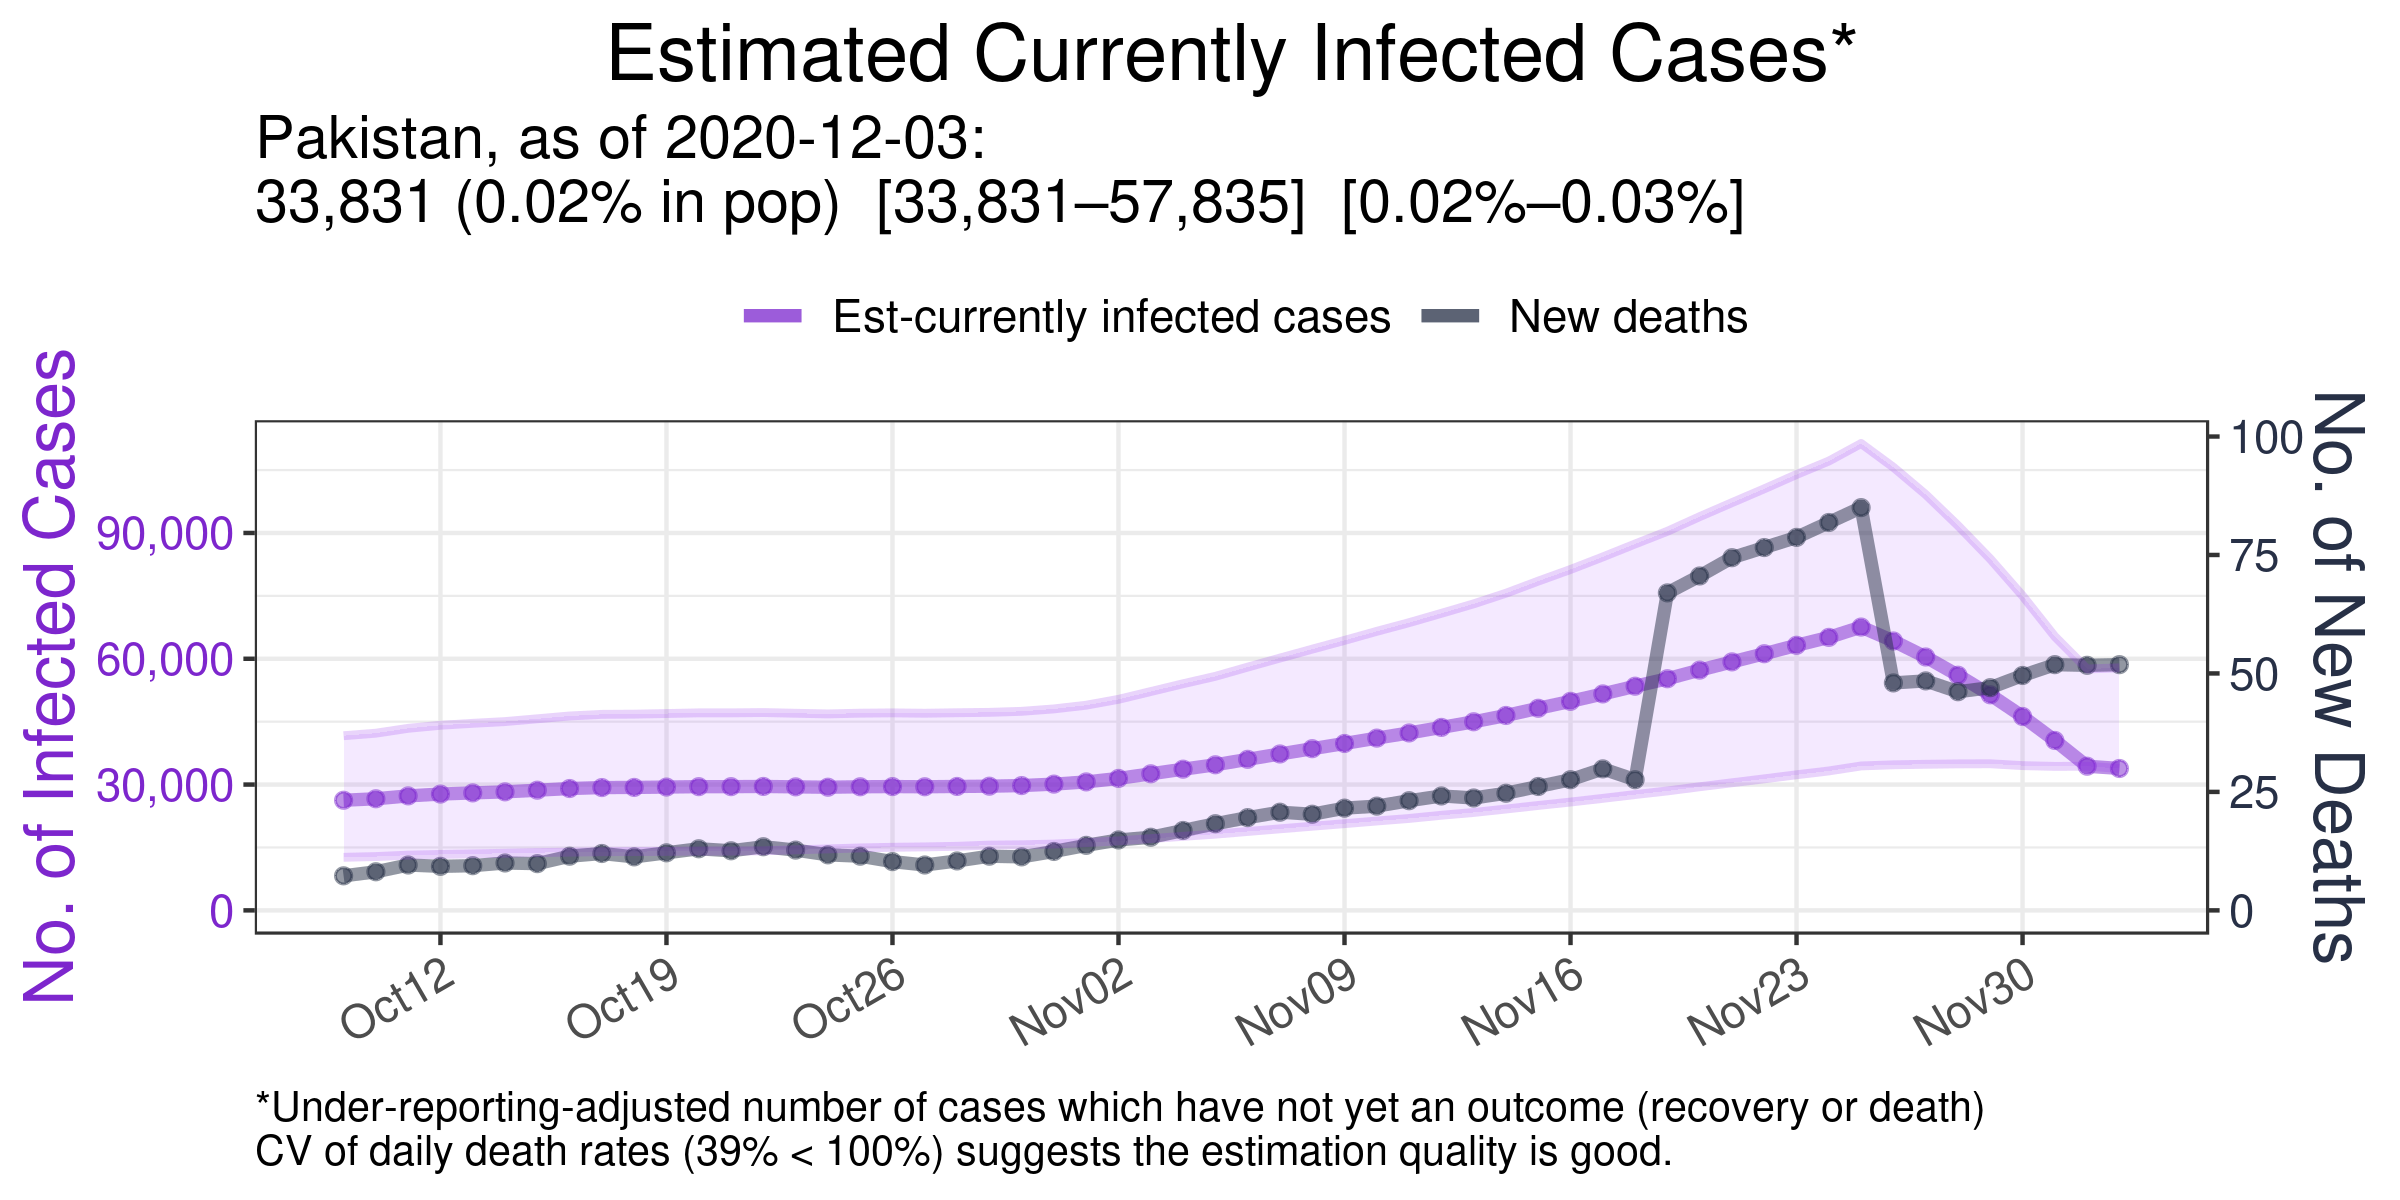 Estimated Currently Infected Cases*
Pakistan, as of 2020-12-03:
33,831 (0.02% in pop)  [33,831–57,835]  [0.02%–0.03%]
Est-currently infected cases
New deaths
No. of Infected Cases
90,000
60,000
30,000
0
100
75
50
25
0
No. of New Deaths
Oct12
Oct19
Oct26
Nov02
Nov09
Nov16
Nov23
Nov30
*Under-reporting-adjusted number of cases which have not yet an outcome (recovery or death)
CV of daily death rates (39% < 100%) suggests the estimation quality is good.